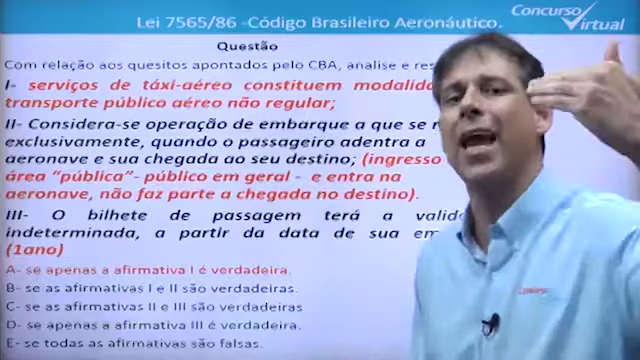 Lei 7565/86 -Código Brasileiro Aeronáutico.
Concurso Virtual
Questão
Com relação aos quesitos apontados pelo CBA, analise e
I- serviços de táxi-aéreo constituem
transporte público aéreo não regular;
II- Considera-se operação de embarque a que se
exclusivamente, quando o passageiro adentra a
aeronave e sua chegada ao seu destino; (ingresso
área "pública"- público em geral - e entra na
aeronave, não faz parte a chegada no destino).
III- O bilhete de passagem terá a
indeterminada, a partir da data de sua
(1ano)
A- se apenas a afirmativa I é verdadeira.
B- se as afirmativas I e II são verdadeiras.
C- se as afirmativas II e III são verdadeiras
D- se apenas a afirmativa III é verdadeira.
E- se todas as afirmativas são falsas.